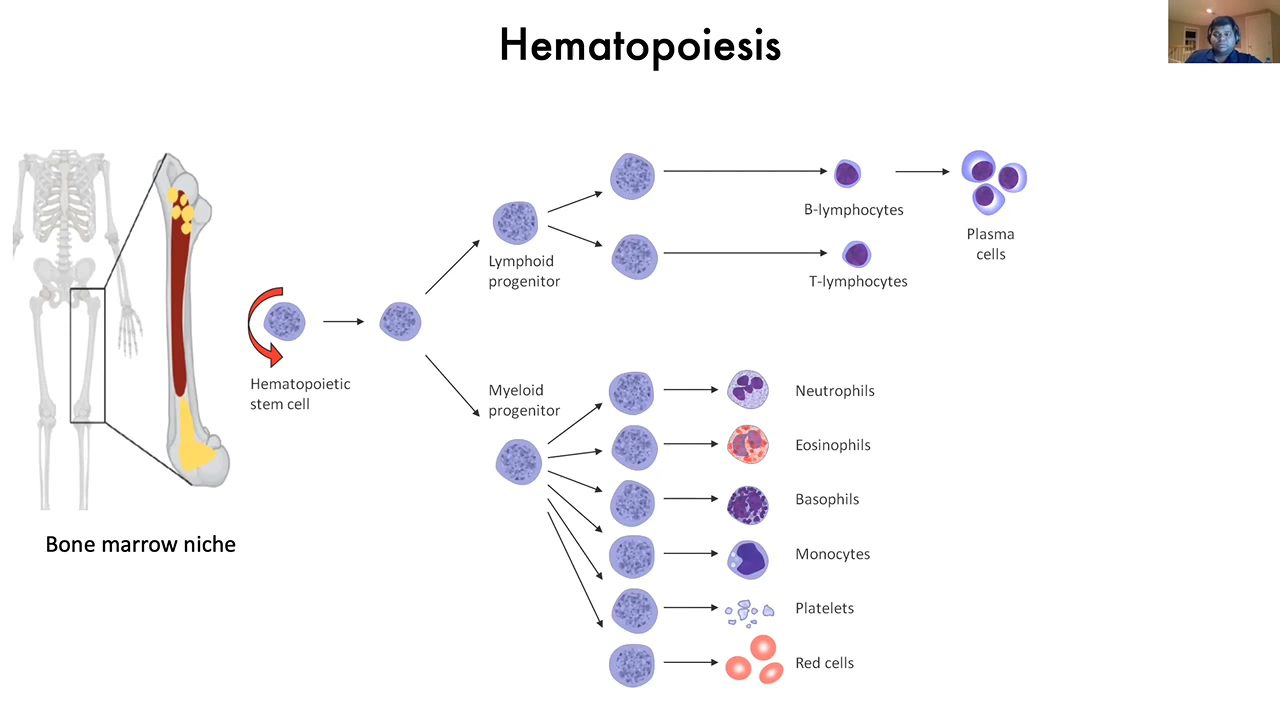 Hematopoiesis
B-lymphocytes
Plasma
cells
Lymphoid
progenitor
T-lymphocytes
Hematopoietic
stem cell
Myeloid
progenitor
Neutrophils
Eosinophils
Basophils
Monocytes
Platelets
Red cells
Bone marrow niche